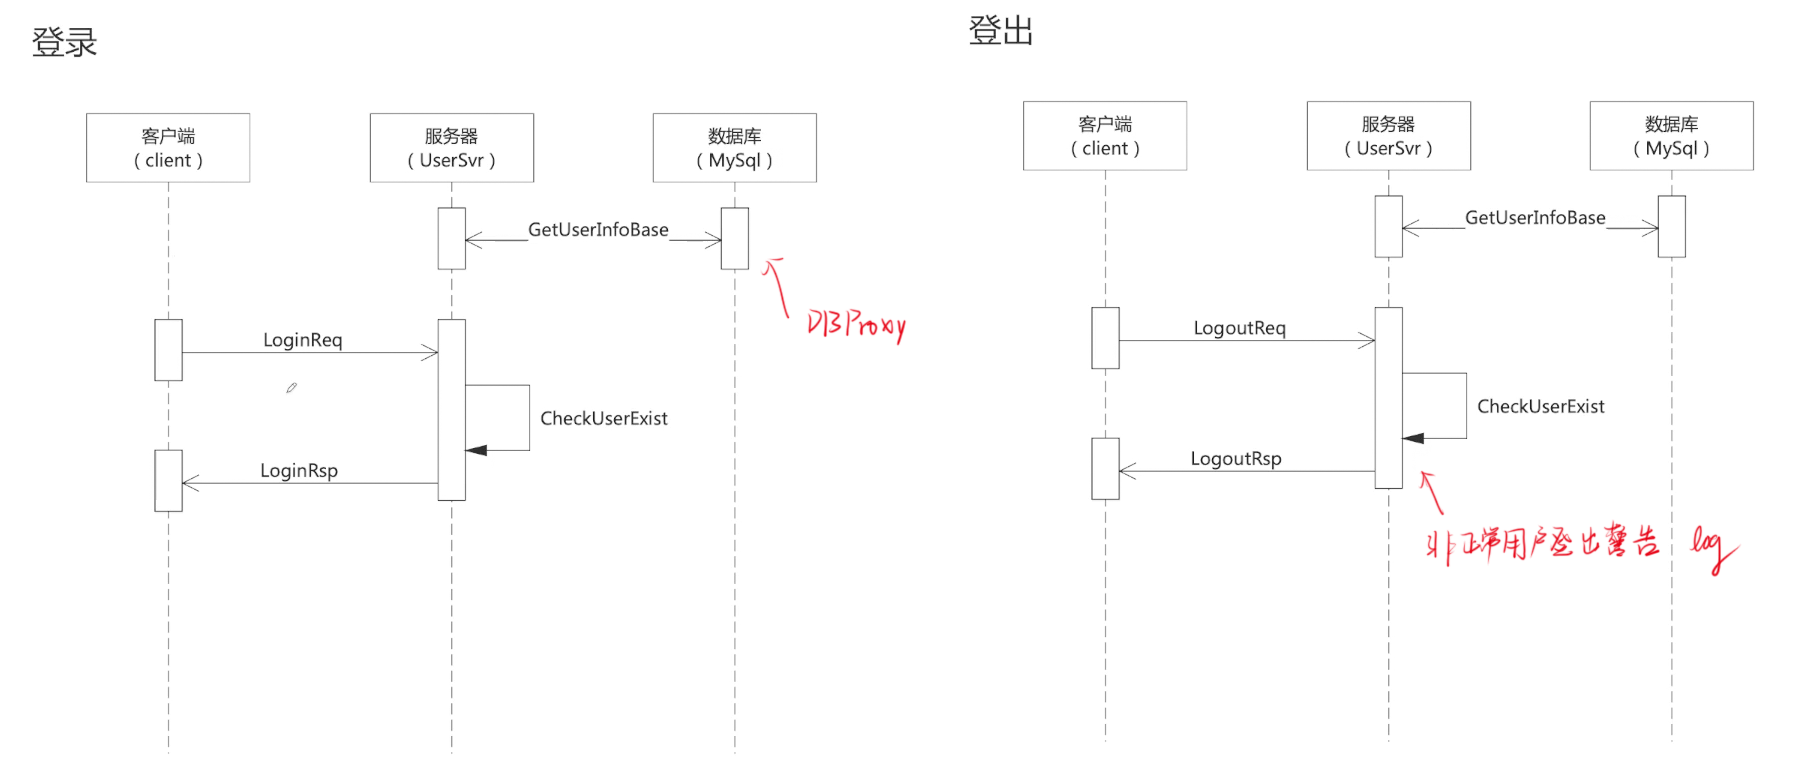 登录
客户端
（client）
服务器
（UserSvr）
数据库
（MySql）
GetUserInfoBase
DBProxy
LoginReq
CheckUserExist
LoginRsp
登出
客户端
（client）
服务器
（UserSvr）
数据库
（MySql）
GetUserInfoBase
LogoutReq
CheckUserExist
LogoutRsp
非正常用户登出警告 log